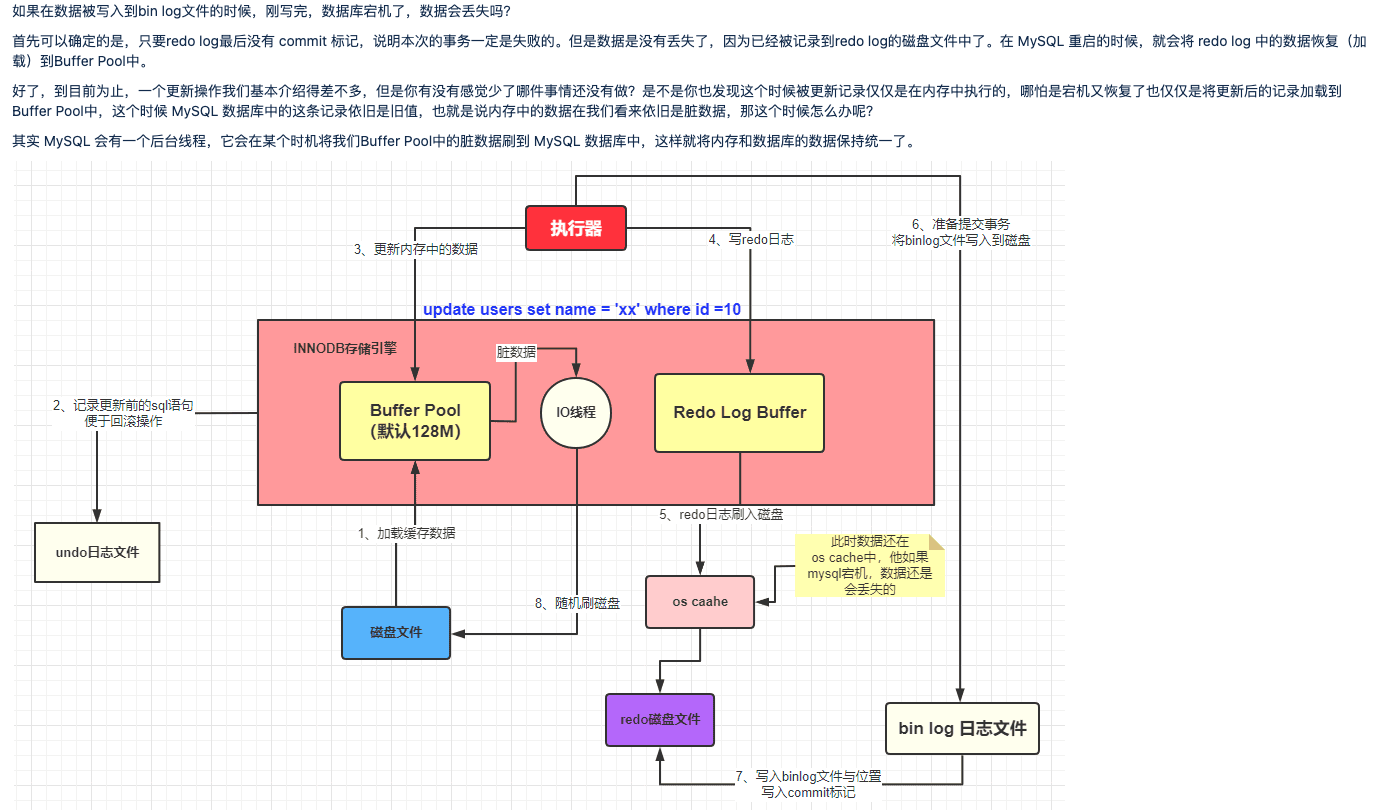 如果在数据被写入到bin log文件的时候，刚写完，数据库宕机了，数据会丢失吗？
首先可以确定的是，只要redo log最后没有 commit 标记，说明本次的事务一定是失败的。但是数据是没有丢失了，因为已经被记录到redo log的磁盘文件中了。在 MySQL 重启的时候，就会将 redo log 中的数据恢复（加
载）到Buffer Pool中。
好了，到目前为止，一个更新操作我们基本介绍得差不多，但是你有没有感觉少了哪件事情还没有做？是不是你也发现这个时候被更新记录仅仅是在内存中执行的，哪怕是宕机又恢复了也仅仅是将更新后的记录加载到
Buffer Pool中，这个时候 MySQL 数据库中的这条记录依旧是旧值，也就是说内存中的数据在我们看来依旧是脏数据，那这个时候怎么办呢？
其实 MySQL 会有一个后台线程，它会在某个时机将我们Buffer Pool中的脏数据刷到 MySQL 数据库中，这样就将内存和数据库的数据保持统一了。
执行器
6、准备提交事务
将binlog文件写入到磁盘
3、更新内存中的数据
4、写redo日志
update users set name = 'xx' where id =10
INNODB存储引擎
脏数据
Buffer Pool
（默认128M）
IO线程
Redo Log Buffer
2、记录更新前的sql语句
便于回滚操作
5、redo日志刷入磁盘
1、加载缓存数据
undo日志文件
此时数据还在
os cache中，他如果
mysql宕机，数据还是
会丢失的
os caahe
8、随机刷磁盘
磁盘文件
redo磁盘文件
bin log 日志文件
7、写入binlog文件与位置
写入commit标记